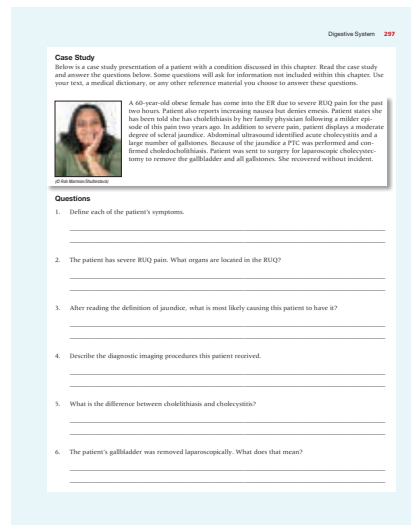 Digestive System 297
Case Study
Below is a case study presentation of a patient with a condition discussed in this chapter. Read the case study
and answer the questions below. Some questions will ask for information not included within this chapter. Use
your text, a medical dictionary, or any other reference material you choose to answer these questions.
A 60-year-old obese female has come into the ER due to severe RUQ pain for the past
two hours. Patient also reports increasing nausea but denies emesis. Patient states she
has been told she has cholelithiasis by her family physician following a milder epi-
sode of this pain two years ago. In addition to severe pain, patient displays a moderate
degree of scleral jaundice. Abdominal ultrasound identified acute cholecystitis and a
large number of gallstones. Because of the jaundice a PTC was performed and con-
firmed choledocholithiasis. Patient was sent to surgery for laparoscopic cholecystec-
tomy to remove the gallbladder and all gallstones. She recovered without incident.
Questions
1. Define each of the patient's symptoms.
2. The patient has severe RUQ pain. What organs are located in the RUQ?
3. After reading the definition of jaundice, what is most likely causing this patient to have it?
4. Describe the diagnostic imaging procedures this patient received.
5. What is the difference between cholelithiasis and cholecystitis?
6. The patient's gallbladder was removed laparoscopically. What does that mean?